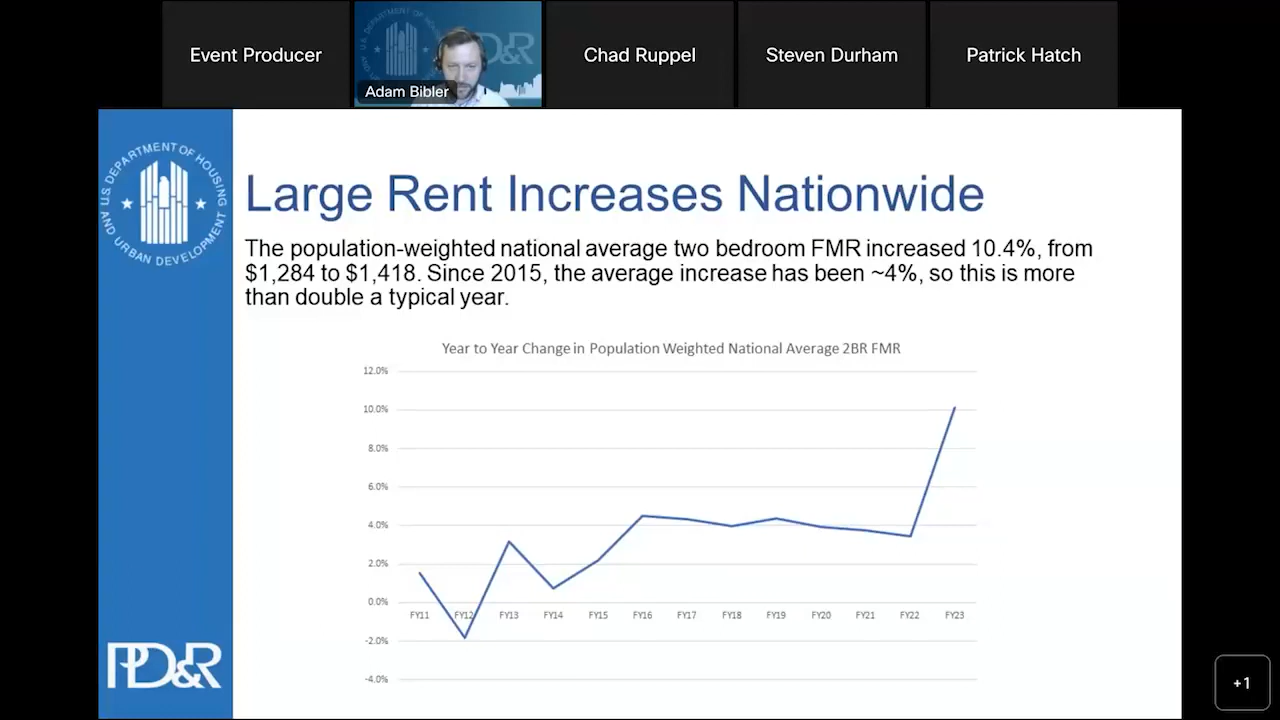 Event Producer
Adam Bibler
Chad Ruppel
Steven Durham
Patrick Hatch
U.S. DEPARTMENT OF HOUSING
AND URBAN DEVELOPMENT
Large Rent Increases Nationwide
The population-weighted national average two bedroom FMR increased 10.4%, from
$1,284 to $1,418. Since 2015, the average increase has been ~4%, so this is more
than double a typical year.
Year to Year Change in Population Weighted National Average 2BR FMR
12.0%
10.0%
8.0%
6.0%
4.0%
2.0%
0.0%
FY11 FY12 FY13 FY14 FY15 FY16 FY17 FY18 FY19 FY20 FY21 FY22 FY23
-2.0%
-4.0%
PD&R
+1